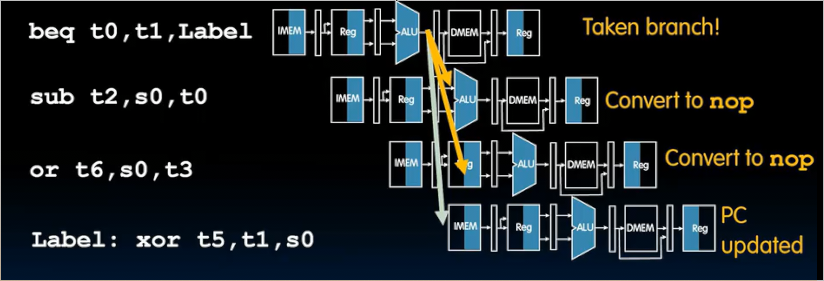 beq t0,t1,Label
IMEM Reg ALU DMEM Reg
Taken branch!
sub t2,s0,t0
IMEM Reg ALU DMEM Reg
Convert to nop
or t6,s0,t3
IMEM Reg ALU DMEM Reg
Convert to nop
Label: xor t5,t1,s0
IMEM Reg ALU DMEM Reg
PC
updated